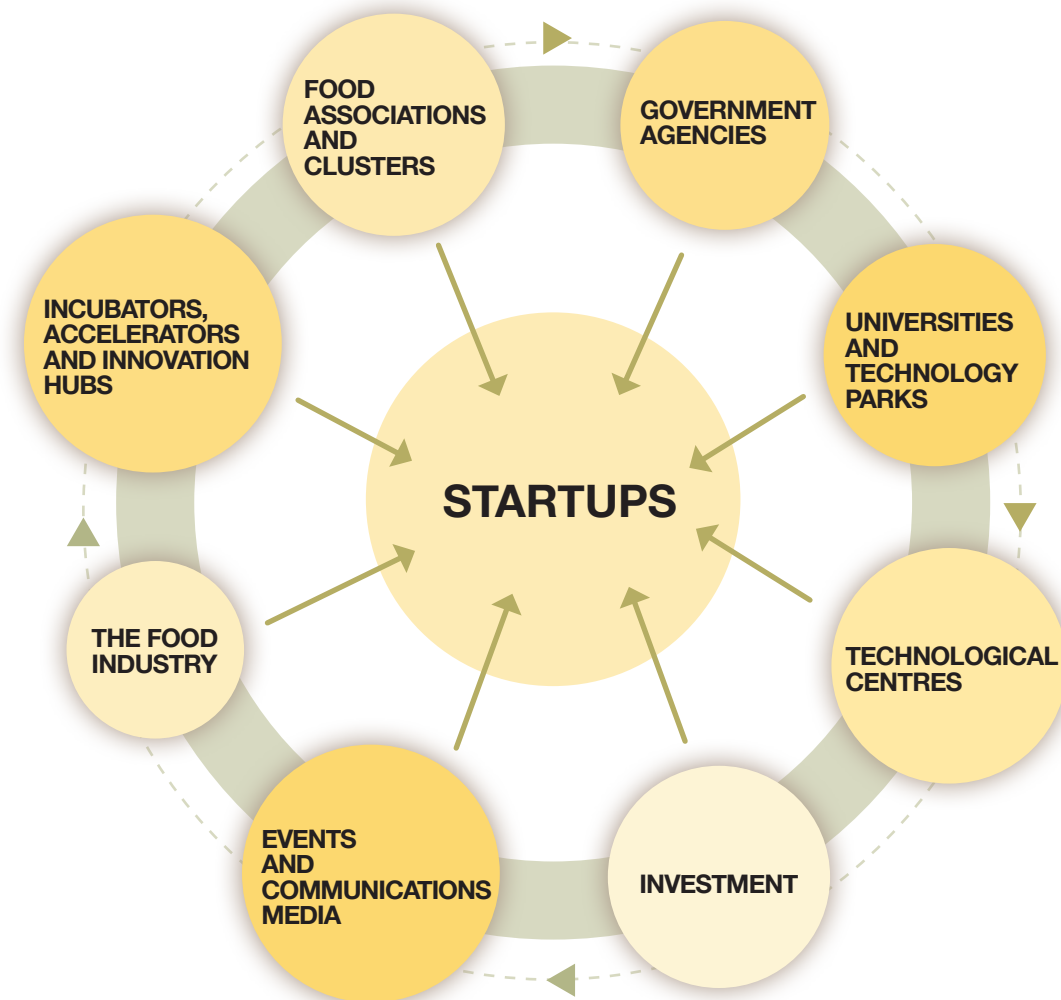 FOOD
ASSOCIATIONS
AND
CLUSTERS
GOVERNMENT
AGENCIES
INCUBATORS,
ACCELERATORS
AND INNOVATION
HUBS
UNIVERSITIES
AND
TECHNOLOGY
PARKS
STARTUPS
THE FOOD
INDUSTRY
TECHNOLOGICAL
CENTRES
EVENTS
AND
COMMUNICATIONS
MEDIA
INVESTMENT